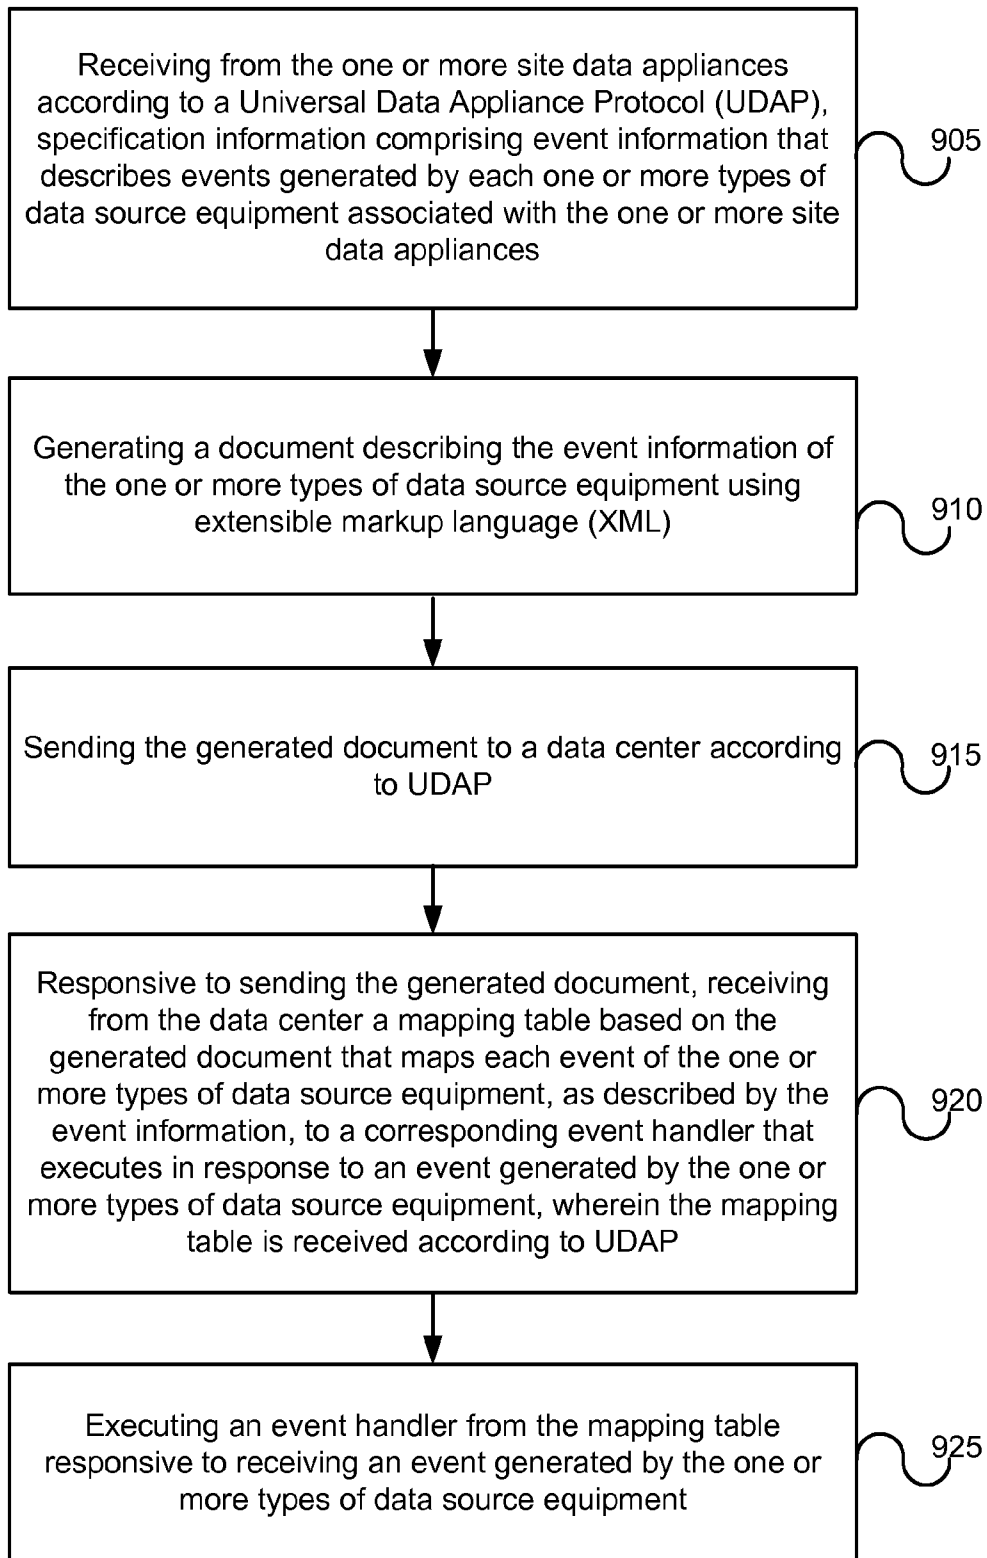 Receiving from the one or more site data appliances
according to a Universal Data Appliance Protocol (UDAP),
specification information comprising event information that
describes events generated by each one or more types of
data source equipment associated with the one or more site
data appliances
905
Generating a document describing the event information of
the one or more types of data source equipment using
extensible markup language (XML)
910
Sending the generated document to a data center according
to UDAP
915
Responsive to sending the generated document, receiving
from the data center a mapping table based on the
generated document that maps each event of the one or
more types of data source equipment, as described by the
event information, to a corresponding event handler that
executes in response to an event generated by the one or
more types of data source equipment, wherein the mapping
table is received according to UDAP
920
Executing an event handler from the mapping table
responsive to receiving an event generated by the one or
more types of data source equipment
925